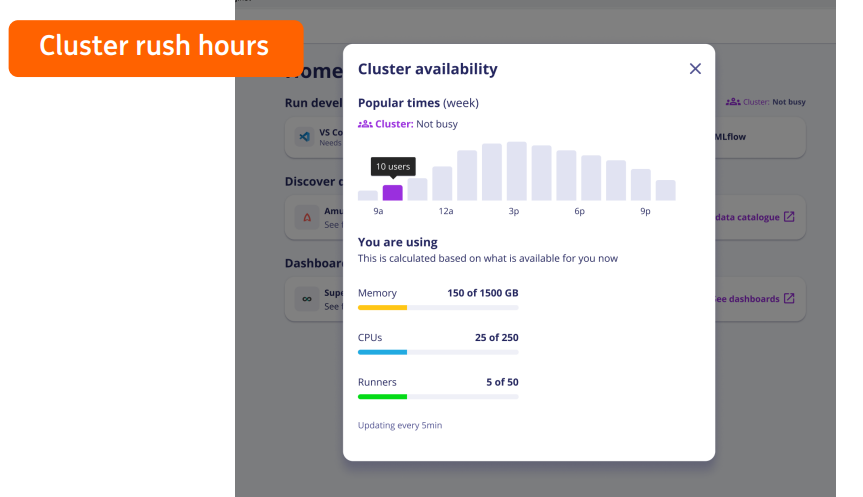 Cluster rush hours
Home
Cluster availability
Popular times (week)
Run devel
Cluster: Not busy
Cluster: Not busy
VS Co
Needs
MLflow
10 users
9a 12a 3p 6p 9p
Discover
Amu
See
data catalogue
You are using
This is calculated based on what is available for you now
Dashboar
Supe
See
See dashboards
Memory 150 of 1500 GB
CPUs 25 of 250
Runners 5 of 50
Updating every 5min